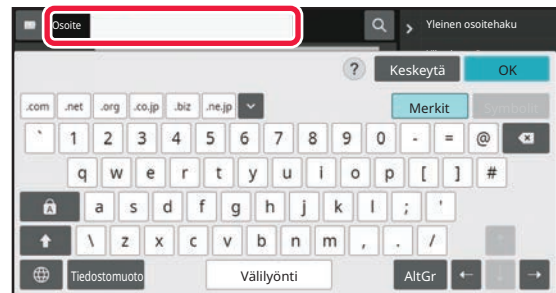 Osoite
Yleinen osoitehaku
? Keskeytä OK
.com .net .org .co.jp .biz .ne.jp Merkit Symbolit
` 1 2 3 4 5 6 7 8 9 0 - = @
q w e r t y u i o p [ ] #
A a s d f g h j k l ; '
\ z x c v b n m , . /
Tiedostomuoto Välilyönti AltGr ← ↓ →